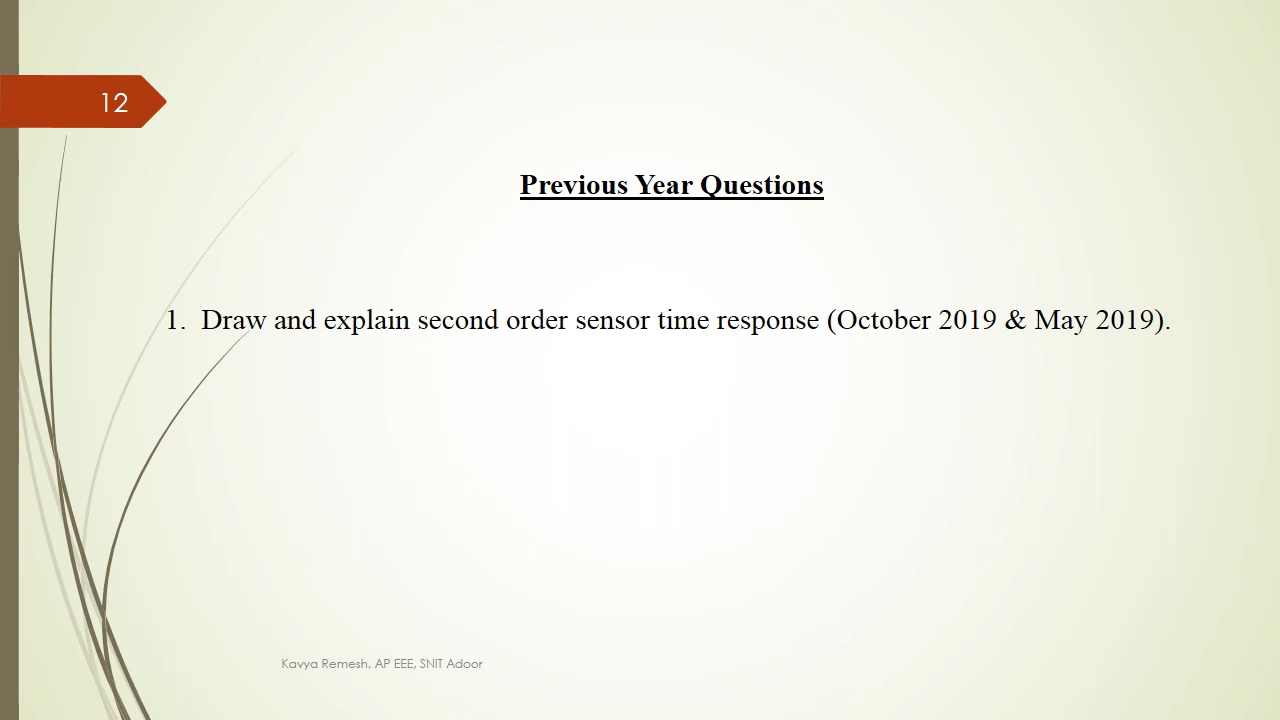 12
Previous Year Questions
1. Draw and explain second order sensor time response (October 2019 & May 2019).
Kavya Remesh, AP EEE, SNIT Adoor